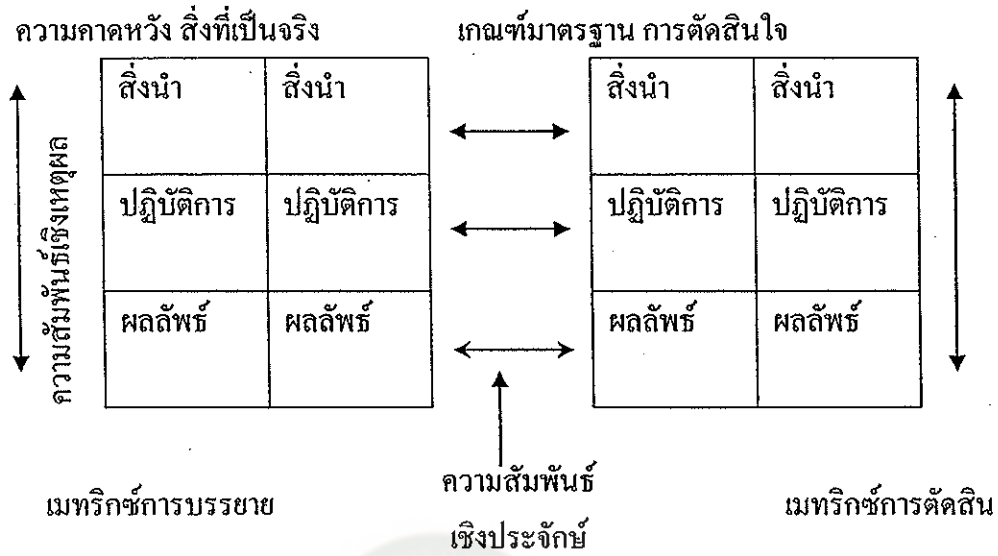 ความคาดหวัง สิ่งที่เป็นจริง เกณฑ์มาตรฐาน การตัดสินใจ
สิ่งนำ สิ่งนำ สิ่งนำ สิ่งนำ
ความสัมพันธ์เชิงเหตุผล
ปฏิบัติการ ปฏิบัติการ ปฏิบัติการ ปฏิบัติการ
ผลลัพธ์ ผลลัพธ์ ผลลัพธ์ ผลลัพธ์
เมทริกซ์การบรรยาย ความสัมพันธ์ เมทริกซ์การตัดสิน
เชิงประจักษ์